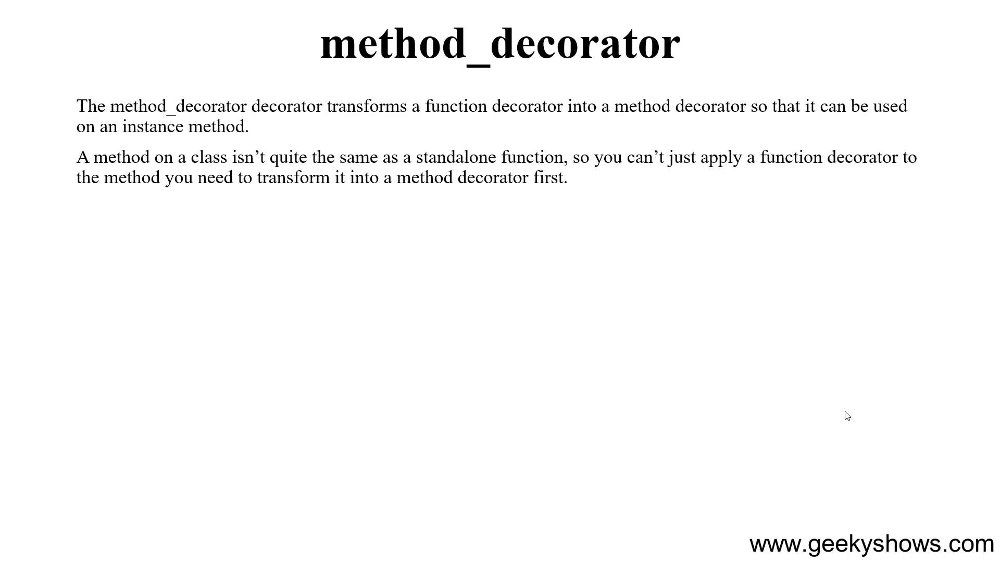 method_decorator
The method_decorator decorator transforms a function decorator into a method decorator so that it can be used
on an instance method.
A method on a class isn’t quite the same as a standalone function, so you can’t just apply a function decorator to
the method you need to transform it into a method decorator first.
www.geekyshows.com